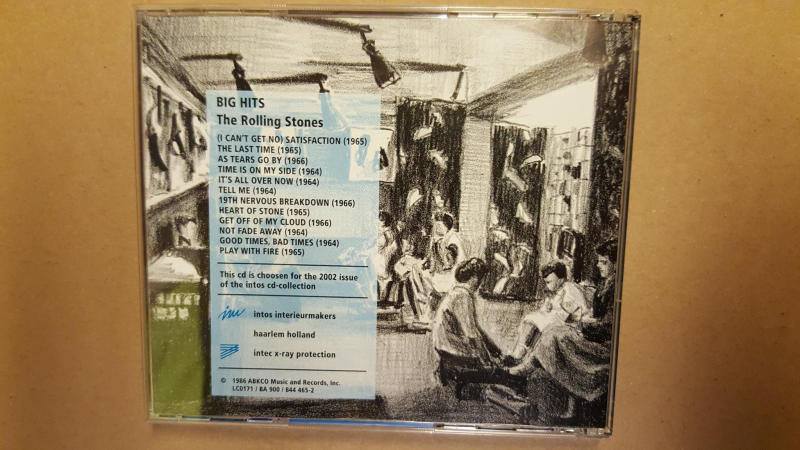 BIG HITS
The Rolling Stones
(I CAN'T GET NO) SATISFACTION (1965)
THE LAST TIME (1965)
AS TEARS GO BY (1966)
TIME IS ON MY SIDE (1964)
IT'S ALL OVER NOW (1964)
TELL ME (1964)
19TH NERVOUS BREAKDOWN (1966)
HEART OF STONE (1965)
GET OFF OF MY CLOUD (1966)
NOT FADE AWAY (1964)
GOOD TIMES, BAD TIMES (1964)
PLAY WITH FIRE (1965)
This cd is choosen for the 2002 issue
of the intos cd-collection
intos interieurmakers
haarlem holland
intec x-ray protection
© 1986 ABKCO Music and Records, Inc.
LC0171 / BA 900 / 844 465-2